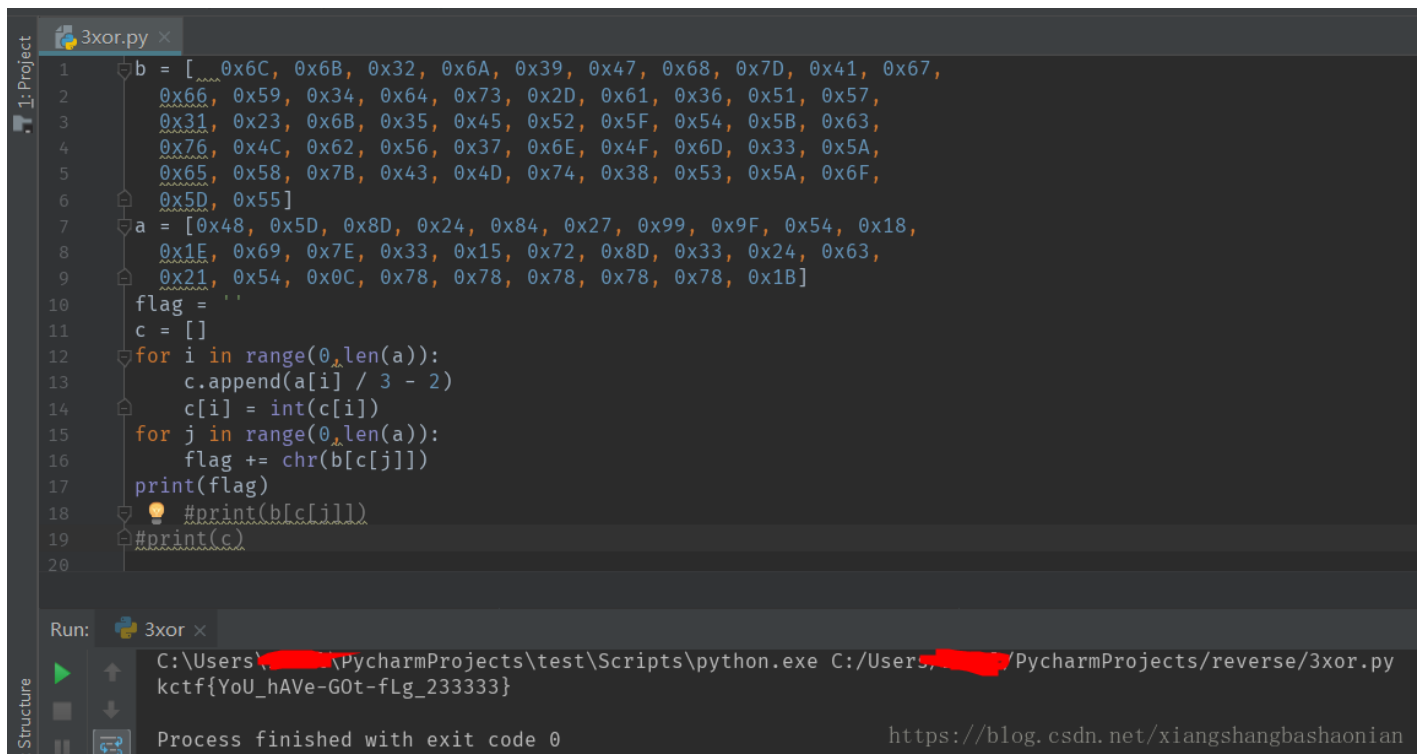 3xor.py
1: Project
1 b = [ 0x6C, 0x6B, 0x32, 0x6A, 0x39, 0x47, 0x68, 0x7D, 0x41, 0x67,
2 0x66, 0x59, 0x34, 0x64, 0x73, 0x2D, 0x61, 0x36, 0x51, 0x57,
3 0x31, 0x23, 0x6B, 0x35, 0x45, 0x52, 0x5F, 0x54, 0x5B, 0x63,
4 0x76, 0x4C, 0x62, 0x56, 0x37, 0x6E, 0x4F, 0x6D, 0x33, 0x5A,
5 0x65, 0x58, 0x7B, 0x43, 0x4D, 0x74, 0x38, 0x53, 0x5A, 0x6F,
6 0x5D, 0x55]
7 a = [0x48, 0x5D, 0x8D, 0x24, 0x84, 0x27, 0x99, 0x9F, 0x54, 0x18,
8 0x1E, 0x69, 0x7E, 0x33, 0x15, 0x72, 0x8D, 0x33, 0x24, 0x63,
9 0x21, 0x54, 0x0C, 0x78, 0x78, 0x78, 0x78, 0x78, 0x1B]
10 flag = ''
11 c = []
12 for i in range(0,len(a)):
13 c.append(a[i] / 3 - 2)
14 c[i] = int(c[i])
15 for j in range(0,len(a)):
16 flag += chr(b[c[j]])
17 print(flag)
18 #print(b[c[j]])
19 #print(c)
20
Run: 3xor
C:\Users\ \PycharmProjects\test\Scripts\python.exe C:/Users/ /PycharmProjects/reverse/3xor.py
kctf{YoU_hAVe-GOt-fLg_233333}
Process finished with exit code 0
Structure
https://blog.csdn.net/xiangshangbashaonian